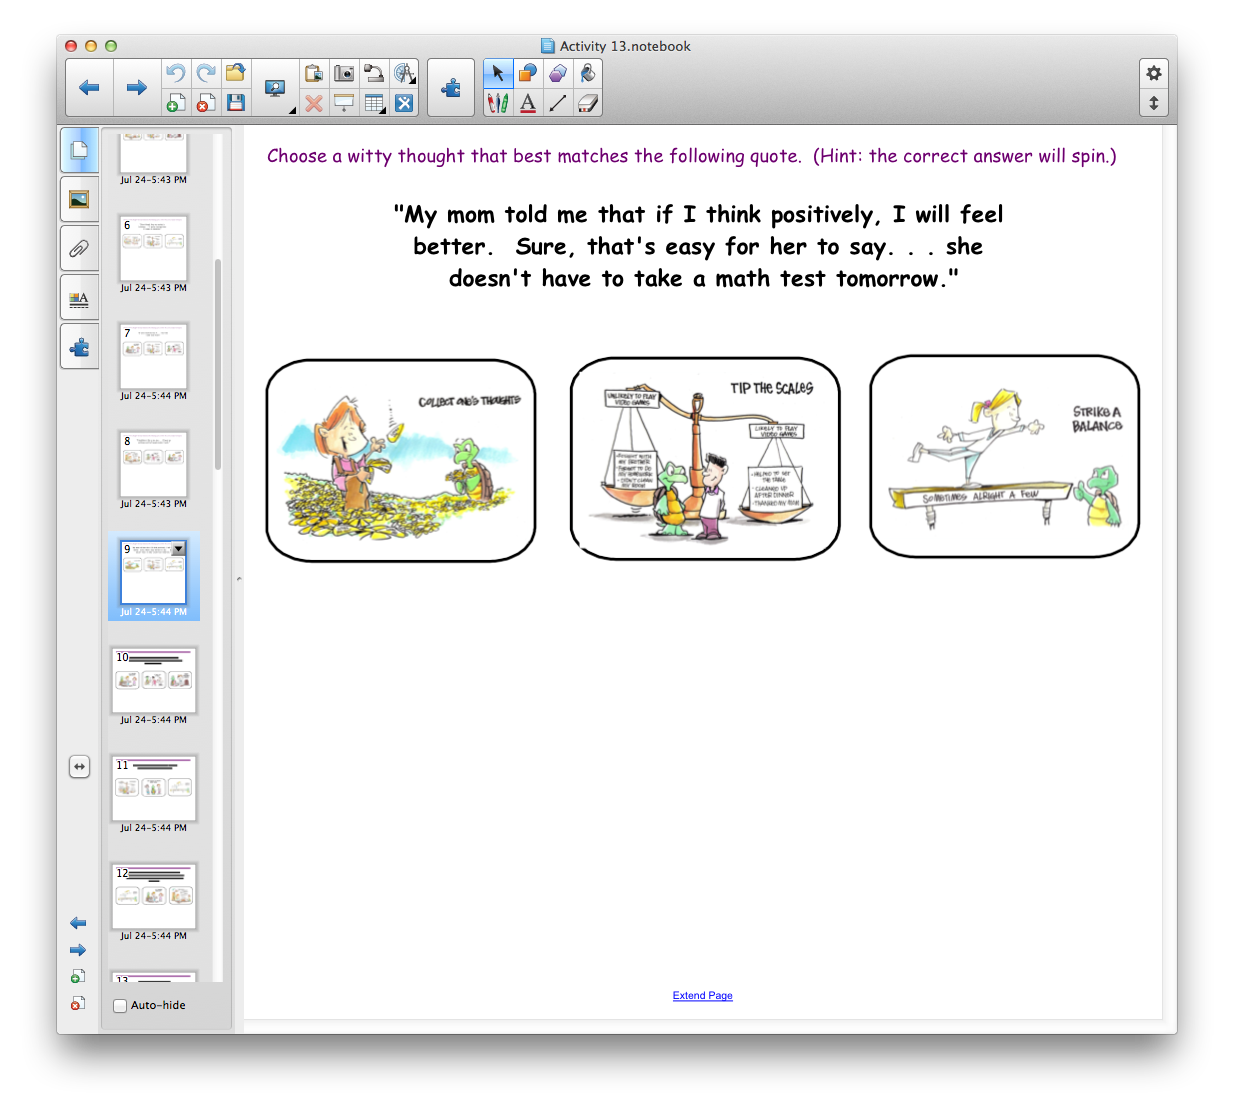 Activity 13.notebook
Jul 24-5:43 PM
6
Jul 24-5:43 PM
7
Jul 24-5:44 PM
8
Jul 24-5:43 PM
9
Jul 24-5:44 PM
10
Jul 24-5:44 PM
11
Jul 24-5:44 PM
12
Jul 24-5:44 PM
13
Auto-hide
Choose a witty thought that best matches the following quote.  (Hint: the correct answer will spin.)
"My mom told me that if I think positively, I will feel
better.  Sure, that's easy for her to say. . . she
doesn't have to take a math test tomorrow."
COLLECT ONE'S THOUGHTS
TIP THE SCALES
UNLIKELY TO PLAY
VIDEO GAMES
LIKELY TO PLAY
VIDEO GAMES
MY BROTHER
• HELPED TO SET
THE TABLE
• CLEANED UP
AFTER DINNER
STRIKE A
BALANCE
SOMETIMES ALRIGHT A FEW
Extend Page